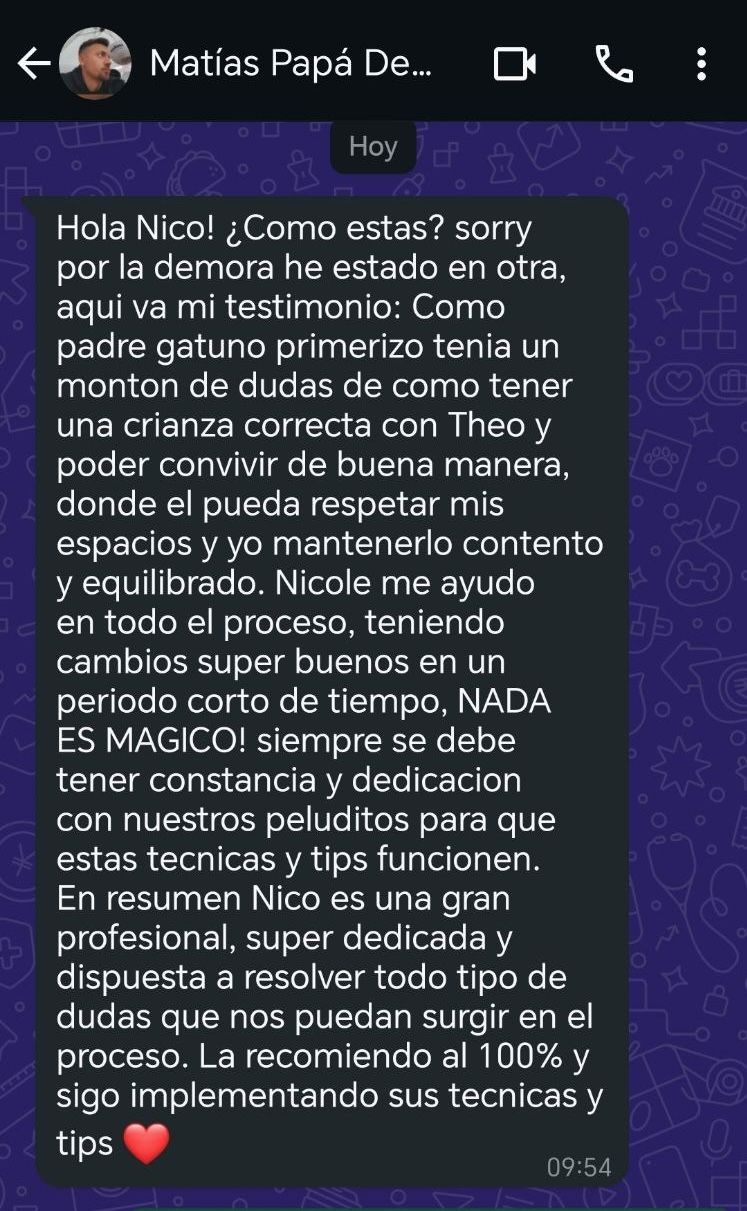 Matías Papá De...
Hoy
Hola Nico! ¿Como estas? sorry
por la demora he estado en otra,
aqui va mi testimonio: Como
padre gatuno primerizo tenia un
monton de dudas de como tener
una crianza correcta con Theo y
poder convivir de buena manera,
donde el pueda respetar mis
espacios y yo mantenerlo contento
y equilibrado. Nicole me ayudo
en todo el proceso, teniendo
cambios super buenos en un
periodo corto de tiempo, NADA
ES MAGICO! siempre se debe
tener constancia y dedicacion
con nuestros peluditos para que
estas tecnicas y tips funcionen.
En resumen Nico es una gran
profesional, super dedicada y
dispuesta a resolver todo tipo de
dudas que nos puedan surgir en el
proceso. La recomiendo al 100% y
sigo implementando sus tecnicas y
tips ❤️
09:54